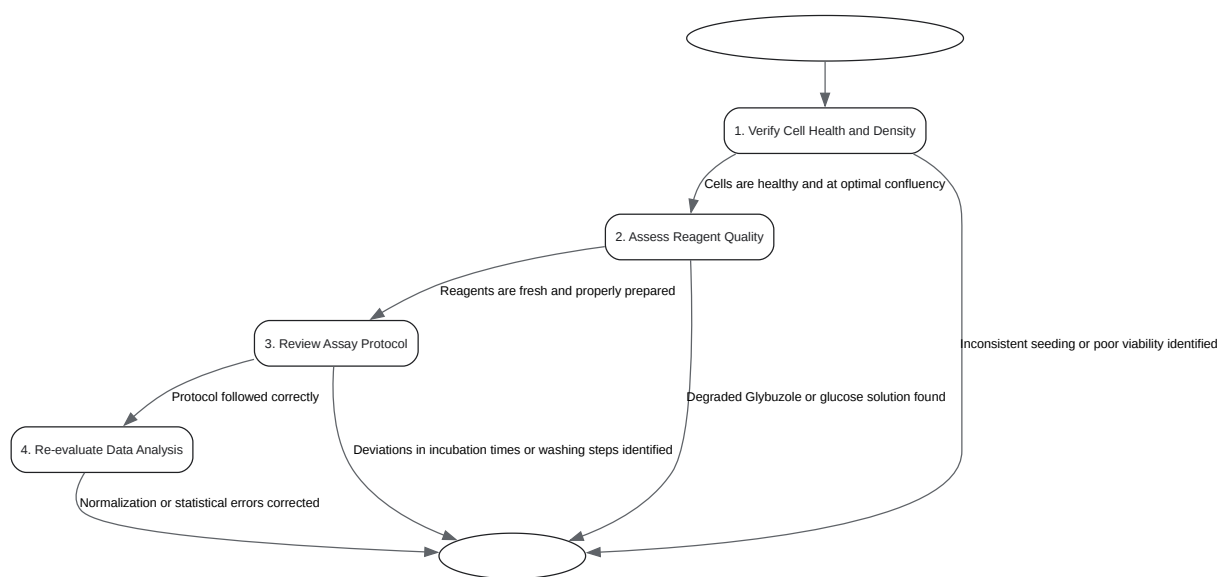 1. Verify Cell Health and Density
Cells are healthy and at optimal confluency
2. Assess Reagent Quality
Reagents are fresh and properly prepared
3. Review Assay Protocol
Inconsistent seeding or poor viability identified
Protocol followed correctly
Degraded Glybuzole or glucose solution found
4. Re-evaluate Data Analysis
Deviations in incubation times or washing steps identified
Normalization or statistical errors corrected